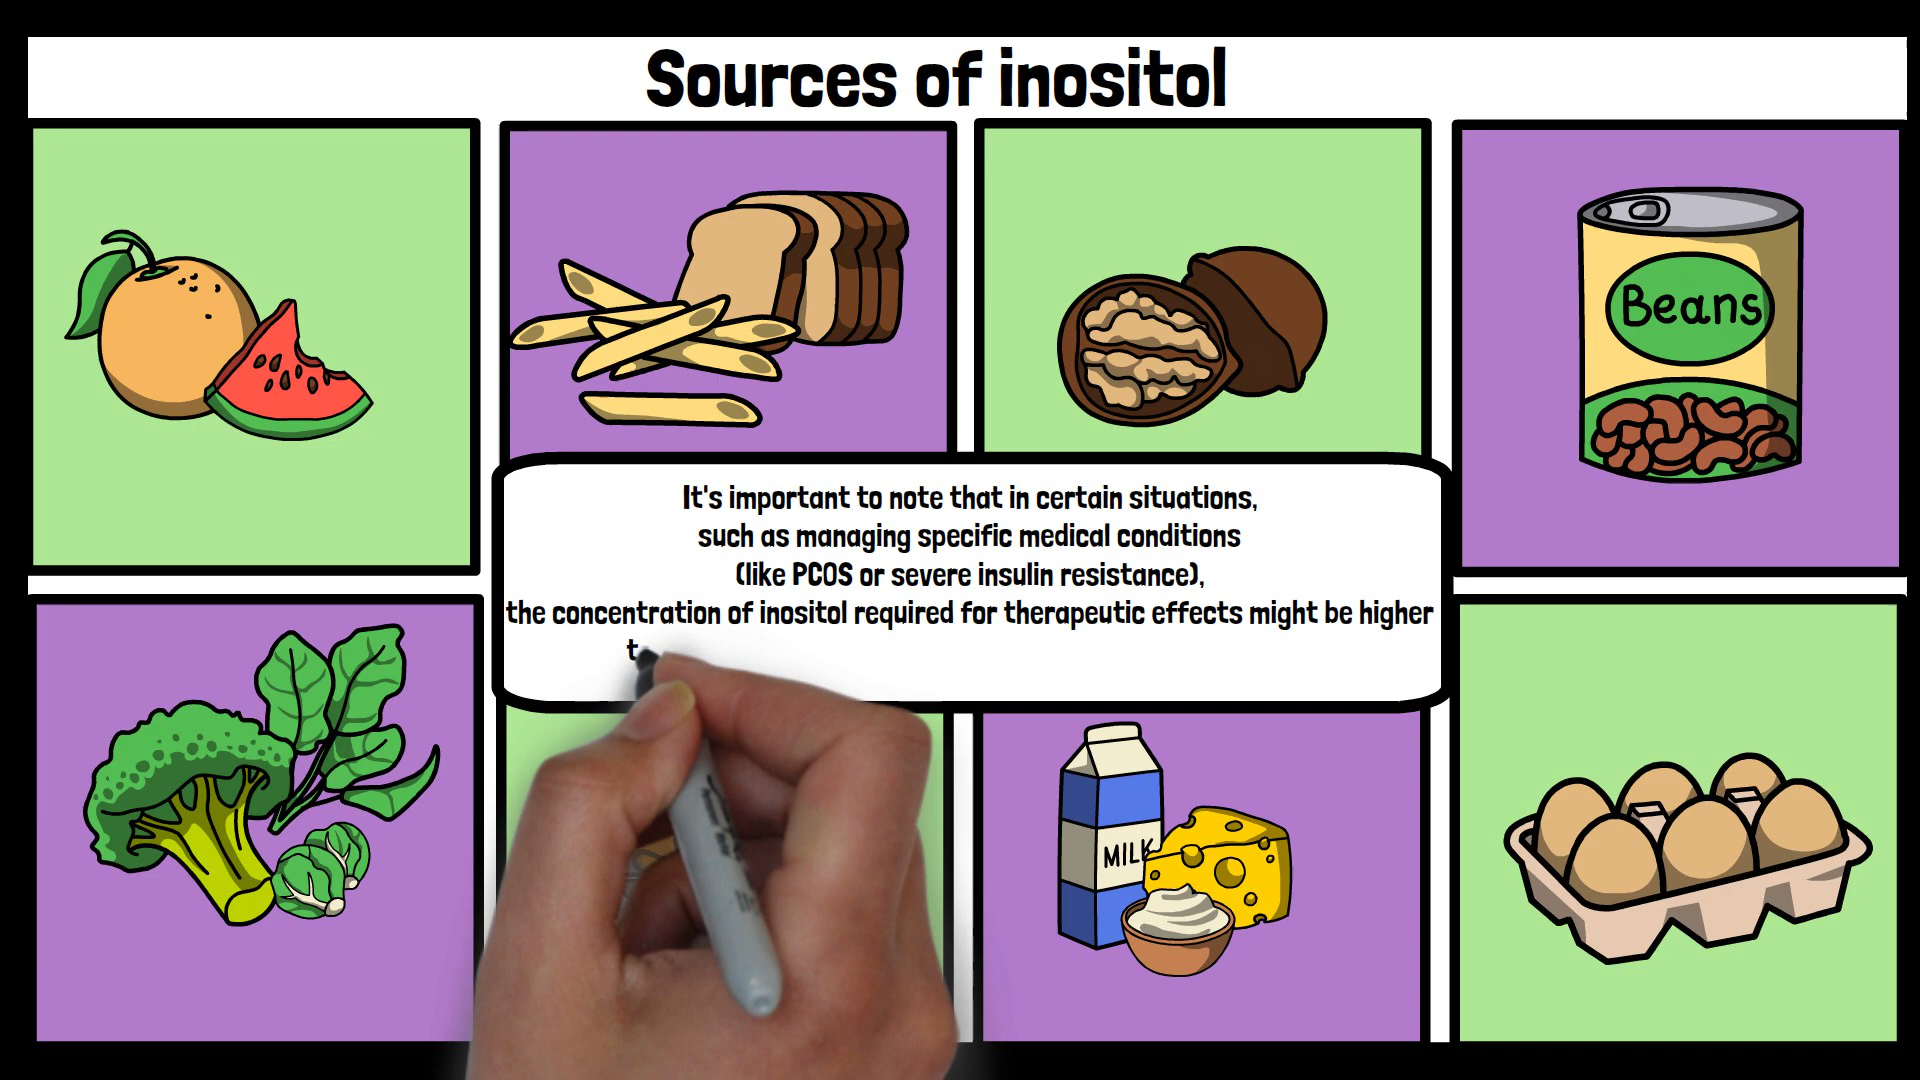 Sources of inositol
Beans
It's important to note that in certain situations,
such as managing specific medical conditions
(like PCOS or severe insulin resistance),
the concentration of inositol required for therapeutic effects might be higher
t
MILK